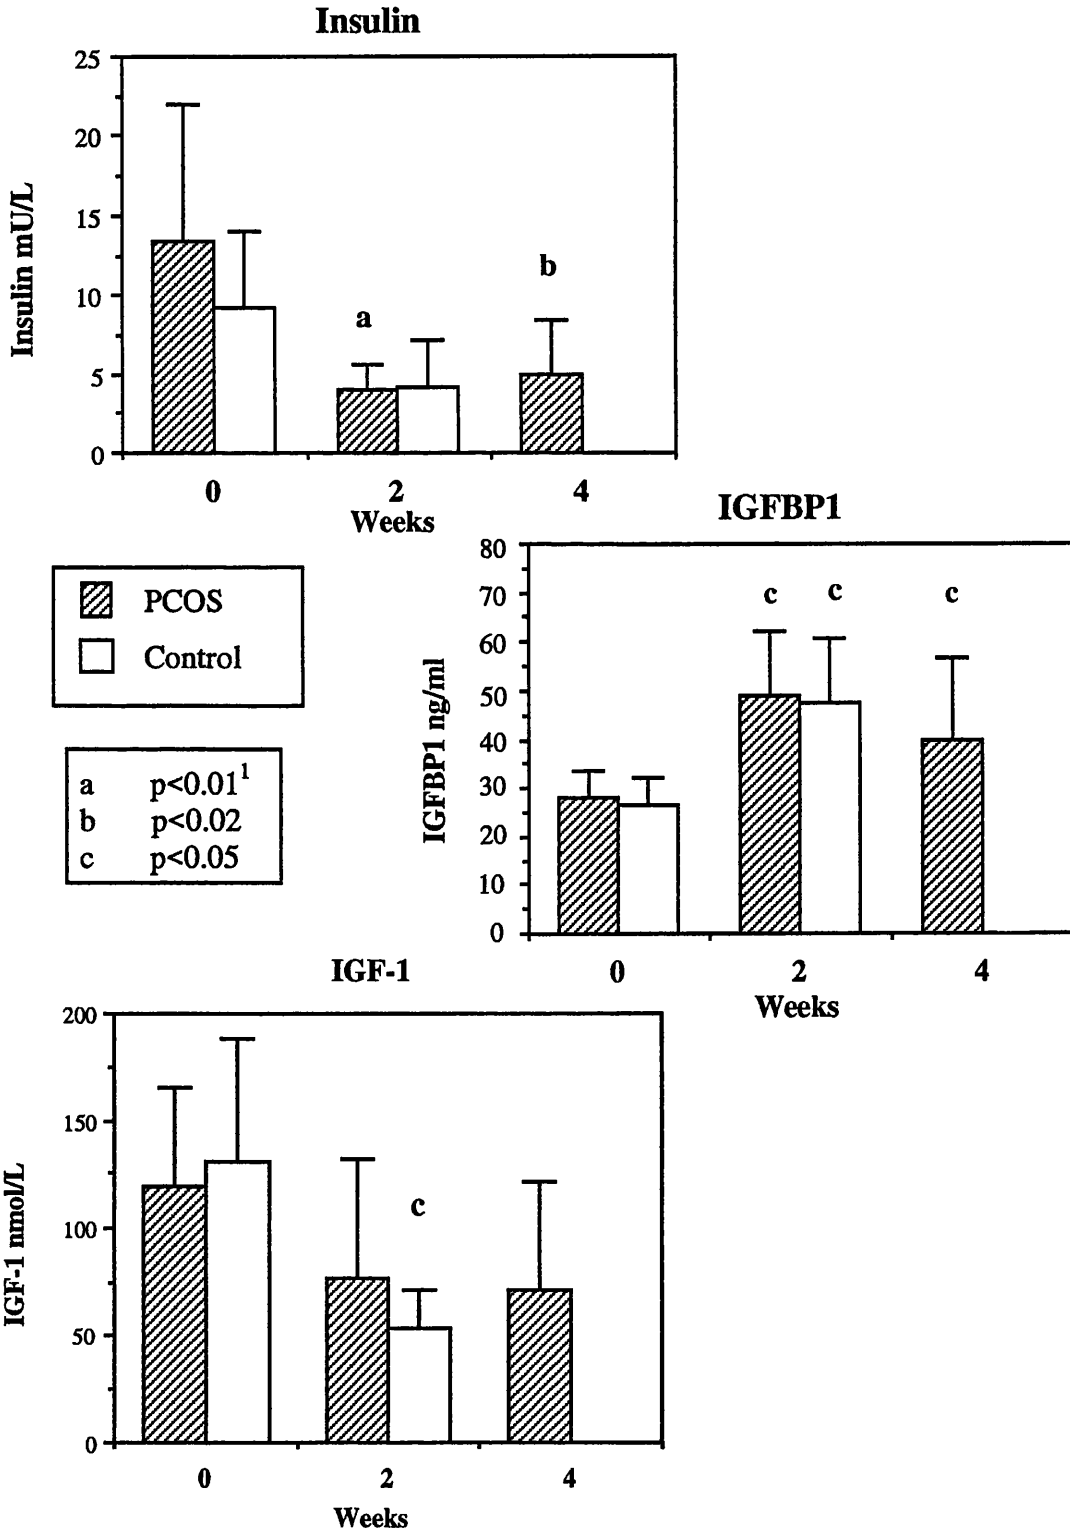 Insulin
25
20
15
10
5
0
Insulin mU/L
a
b
0 2 4
Weeks
PCOS
Control
a p<0.01¹
b p<0.02
c p<0.05
IGFBP1
80
70
60
50
40
30
20
10
0
IGFBP1 ng/ml
c c c
0 2 4
Weeks
IGF-1
200
150
100
50
0
IGF-1 nmol/L
c
0 2 4
Weeks